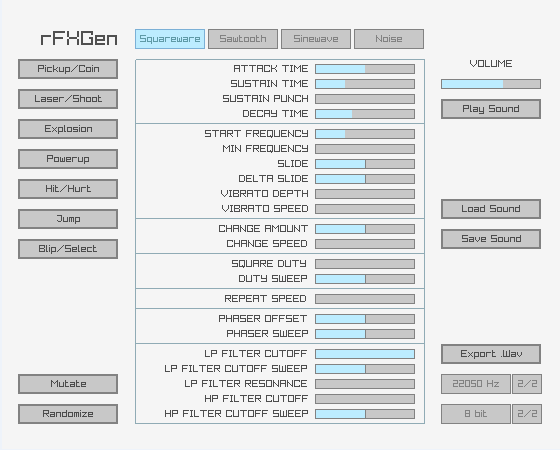 rFXGen
Squareware
Sawtooth
Sinewave
Noise
Pickup/Coin
Laser/Shoot
Explosion
Powerup
Hit/Hurt
Jump
Blip/Select
Mutate
Randomize
ATTACK TIME
SUSTAIN TIME
SUSTAIN PUNCH
DECAY TIME
START FREQUENCY
MIN FREQUENCY
SLIDE
DELTA SLIDE
VIBRATO DEPTH
VIBRATO SPEED
CHANGE AMOUNT
CHANGE SPEED
SQUARE DUTY
DUTY SWEEP
REPEAT SPEED
PHASER OFFSET
PHASER SWEEP
LP FILTER CUTOFF
LP FILTER CUTOFF SWEEP
LP FILTER RESONANCE
HP FILTER CUTOFF
HP FILTER CUTOFF SWEEP
VOLUME
Play Sound
Load Sound
Save Sound
Export .Wav
22050 Hz 2/2
8 bit 2/2